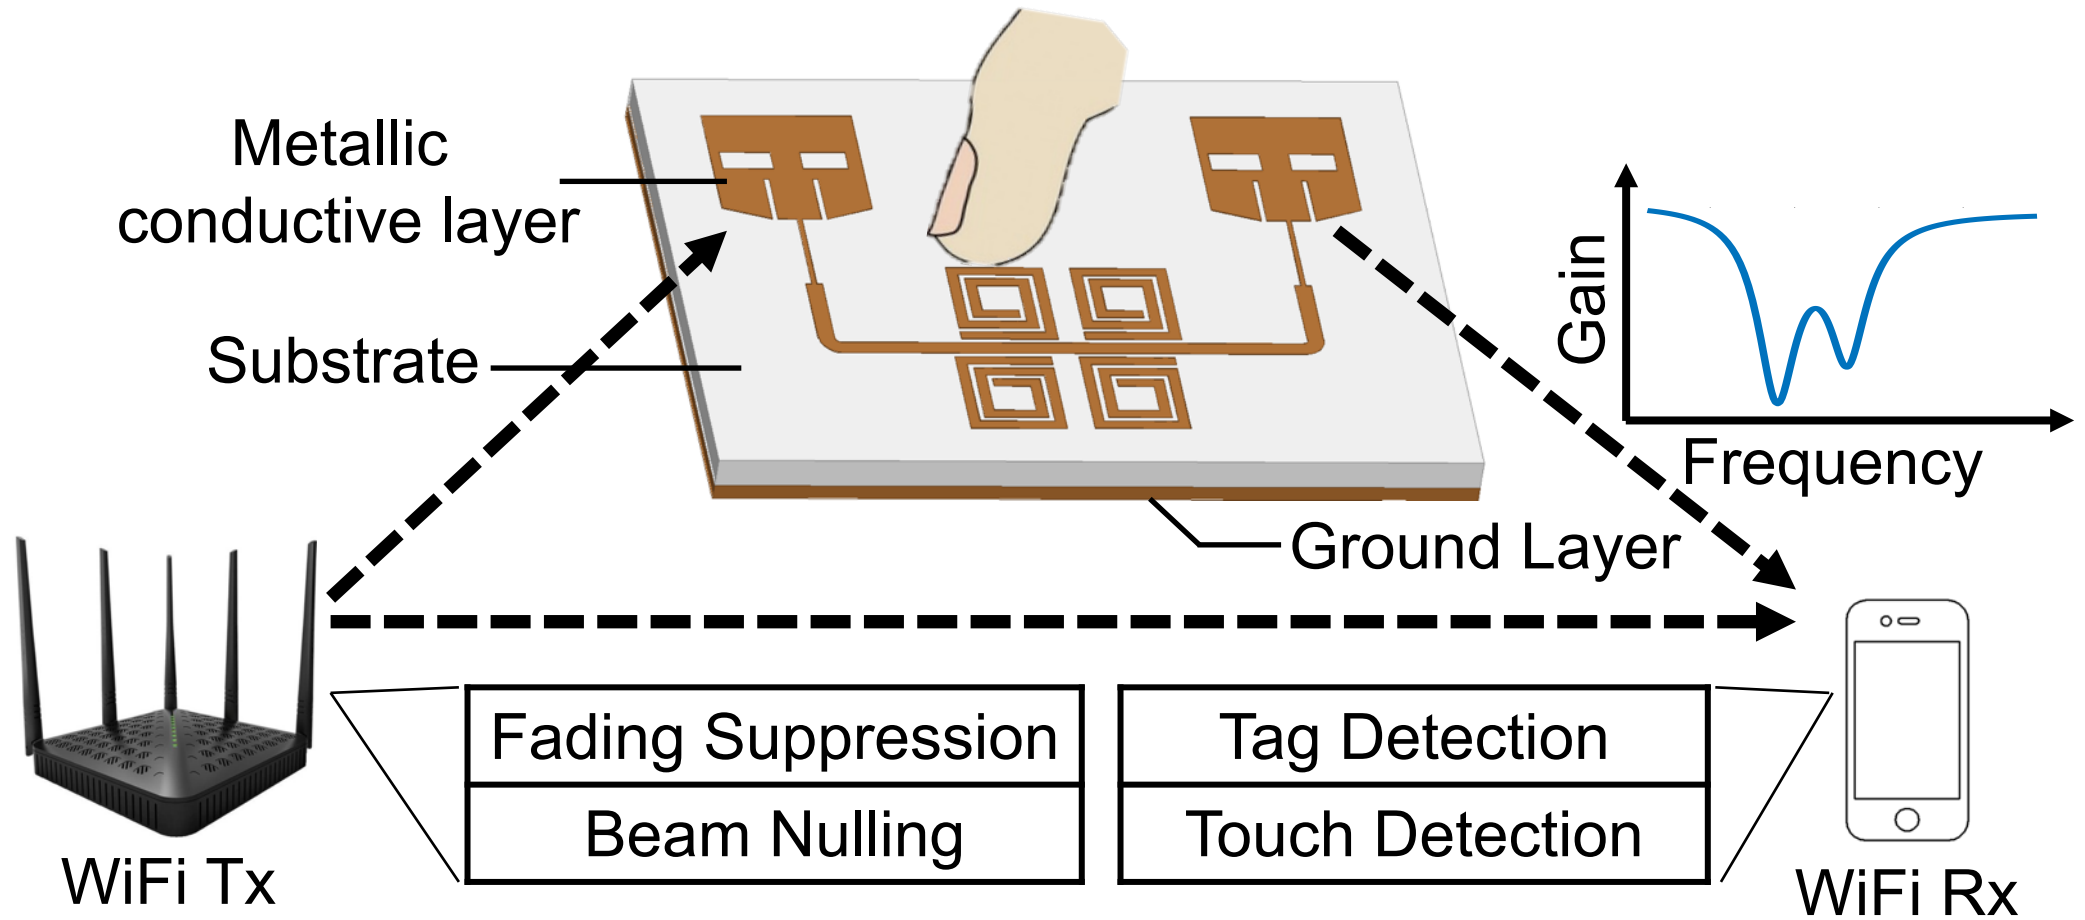 Metallic
conductive layer
Substrate
Gain
Frequency
Ground Layer
Fading Suppression
Beam Nulling
Tag Detection
Touch Detection
WiFi Tx
WiFi Rx